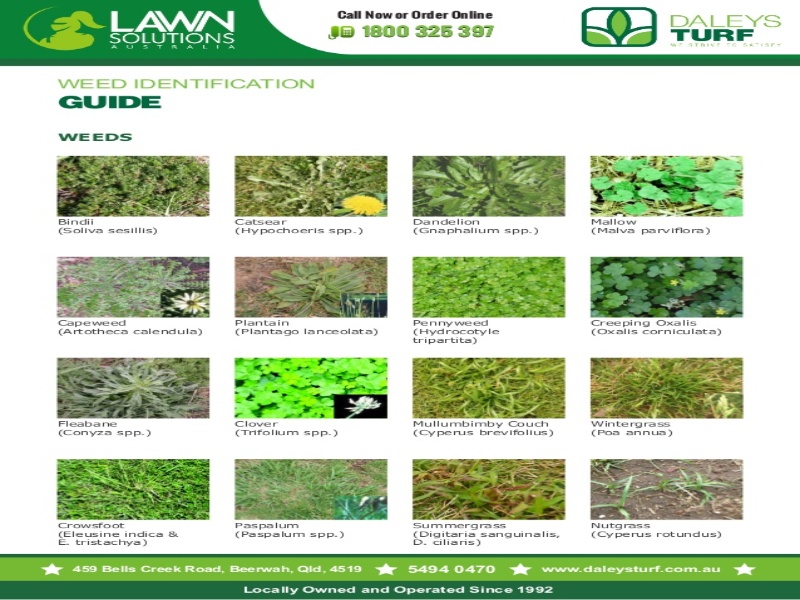 LAWN
SOLUTIONS
AUSTRALIA
Call Now or Order Online
1800 325 397
DALEYS
TURF
WE STRIVE TO SATISFY
WEED IDENTIFICATION
GUIDE
WEEDS
Bindii
(Soliva sesillis)
Catsear
(Hypochoeris spp.)
Dandelion
(Gnaphalium spp.)
Mallow
(Malva parviflora)
Capeweed
(Artotheca calendula)
Plantain
(Plantago lanceolata)
Pennyweed
(Hydrocotyle
tripartita)
Creeping Oxalis
(Oxalis corniculata)
Fleabane
(Conyza spp.)
Clover
(Trifolium spp.)
Mullumbimby Couch
(Cyperus brevifolius)
Wintergrass
(Poa annua)
Crowsfoot
(Eleusine indica &
E. tristachya)
Paspalum
(Paspalum spp.)
Summergrass
(Digitaria sanguinalis,
D. ciliaris)
Nutgrass
(Cyperus rotundus)
459 Bells Creek Road, Beerwah, Qld, 4519 5494 0470 www.daleysturf.com.au
Locally Owned and Operated Since 1992